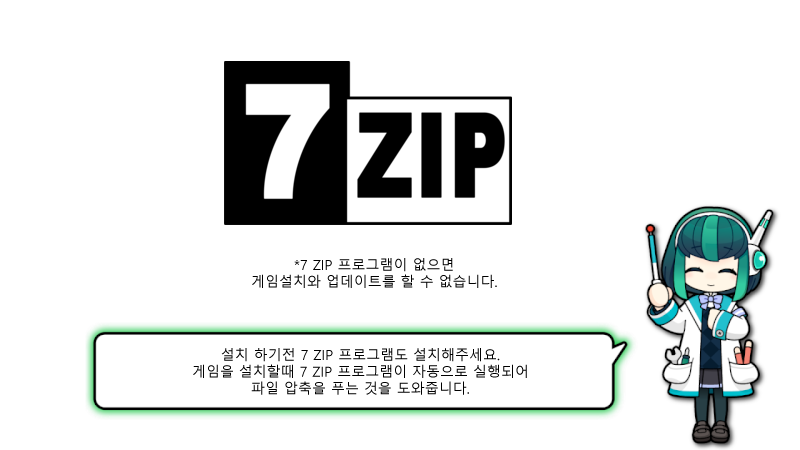 7 ZIP
*7 ZIP 프로그램이 없으면
게임설치와 업데이트를 할 수 없습니다.
설치 하기전 7 ZIP 프로그램도 설치해주세요.
게임을 설치할때 7 ZIP 프로그램이 자동으로 실행되어
파일 압축을 푸는 것을 도와줍니다.